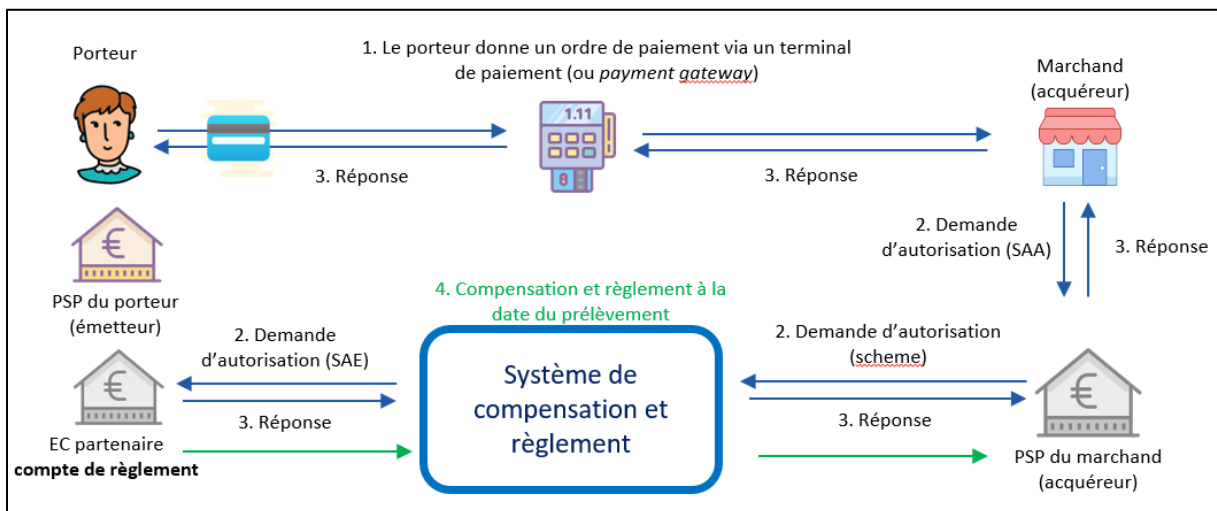 Porteur
1. Le porteur donne un ordre de paiement via un terminal
de paiement (ou payment gateway)
Marchand
(acquéreur)
1.11
8
3. Réponse
3. Réponse
2. Demande
d’autorisation (SAA)
3. Réponse
€
PSP du porteur
(émetteur)
4. Compensation et règlement à la
date du prélèvement
2. Demande
d’autorisation (SAE)
2. Demande d’autorisation
(scheme)
€
Système de
compensation et
règlement
€
3. Réponse
3. Réponse
EC partenaire
compte de règlement
PSP du marchand
(acquéreur)